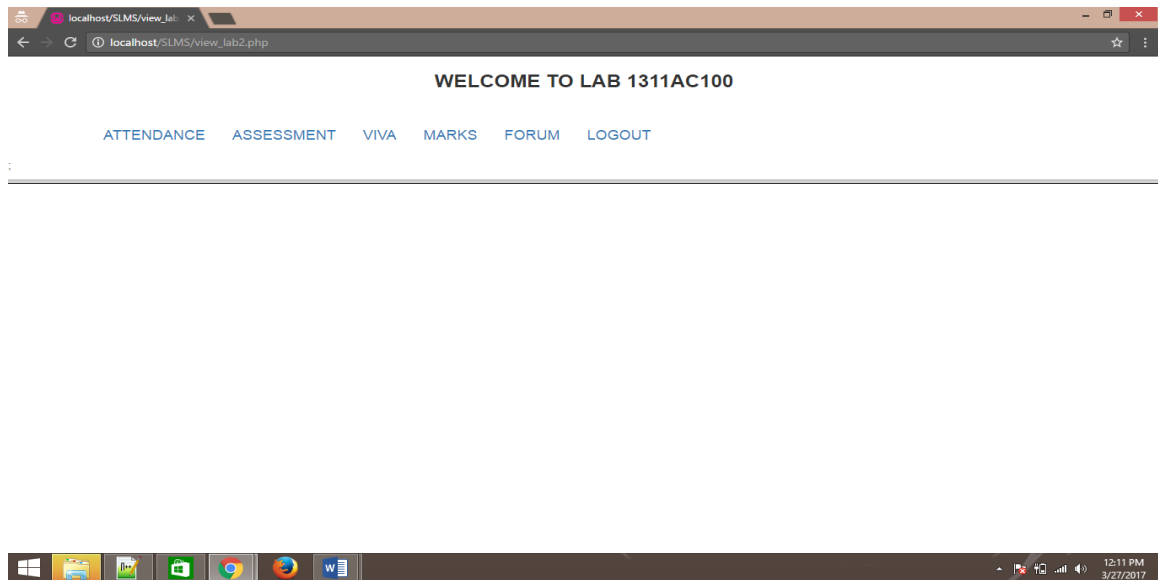 localhost/SLMS/view_lab
localhost/SLMS/view_lab2.php
WELCOME TO LAB 1311AC100
ATTENDANCE ASSESSMENT VIVA MARKS FORUM LOGOUT
;
12:11 PM
3/27/2017